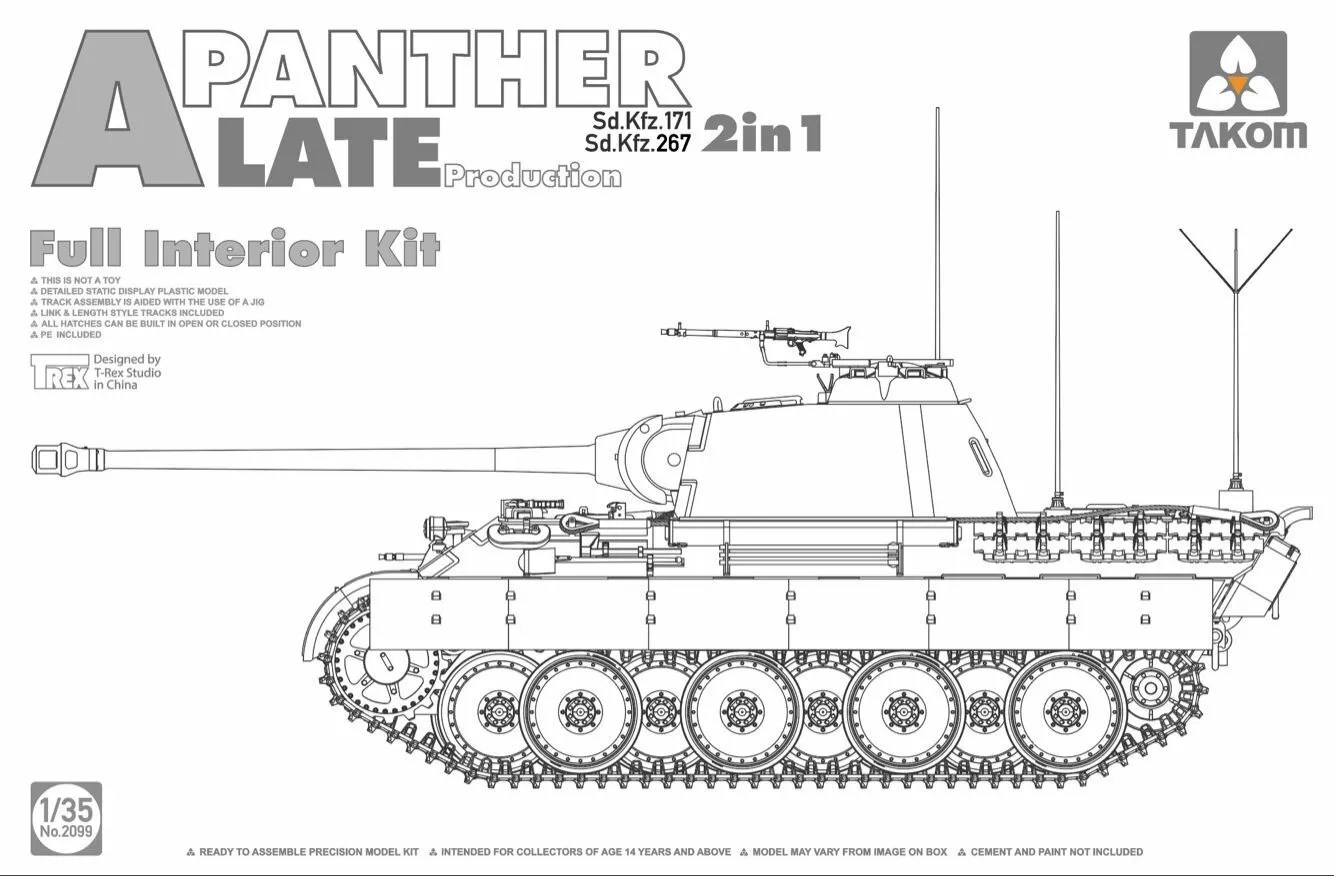 A PANTHER
Sd.Kfz.171
Sd.Kfz.267
2in1
LATE
Production
TAKOM
Full Interior Kit
THIS IS NOT A TOY
DETAILED STATIC DISPLAY PLASTIC MODEL
TRACK ASSEMBLY IS AIDED WITH THE USE OF A JIG
LINK & LENGTH STYLE TRACKS INCLUDED
ALL HATCHES CAN BE BUILT IN OPEN OR CLOSED POSITION
PE INCLUDED
TREX
Designed by
T-Rex Studio
in China
1/35
No.2099
READY TO ASSEMBLE PRECISION MODEL KIT INTENDED FOR COLLECTORS OF AGE 14 YEARS AND ABOVE MODEL MAY VARY FROM IMAGE ON BOX CEMENT AND PAINT NOT INCLUDED